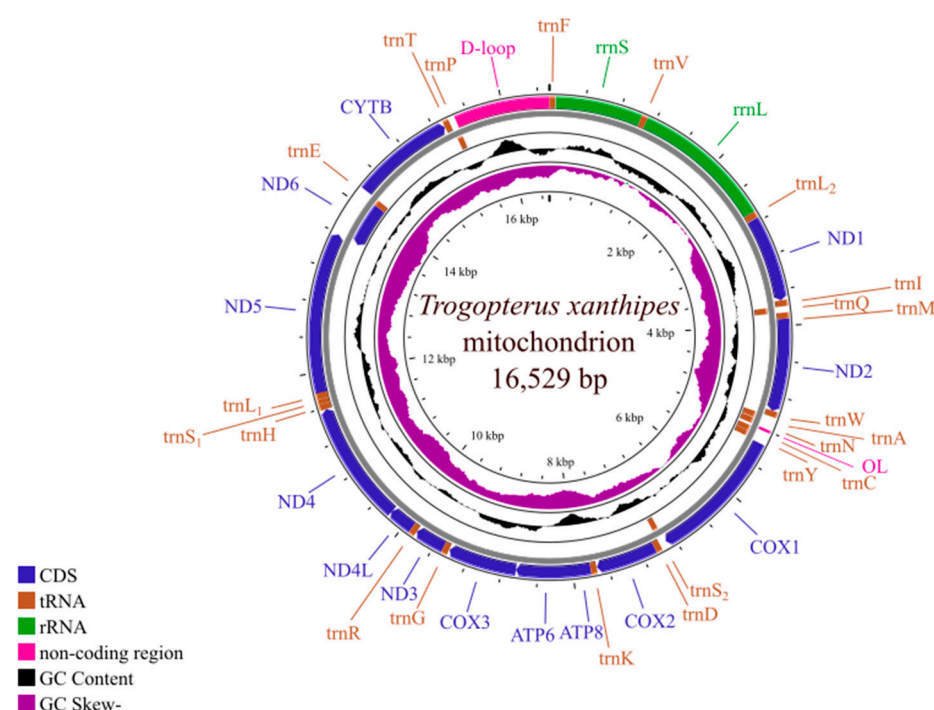 trnF
trnT
D-loop
rrnS
trnP
trnV
CYTB
rrnL
trnE
trnL2
ND6
ND1
16 kbp
2 kbp
14 kbp
trnI
trnQ
trnM
ND5
Trogopterus xanthipes
4 kbp
mitochondrion
12 kbp
16,529 bp
ND2
trnL1
trnS1
trnH
6 kbp
trnW
trnA
trnN
10 kbp
OL
trnY
trnC
8 kbp
ND4
COX1
ND4L
CDS
ND3
trnS2
tRNA
trnG
trnD
rRNA
trnR
COX3
ATP6
ATP8
COX2
non-coding region
trnK
GC Content
GC Skew-